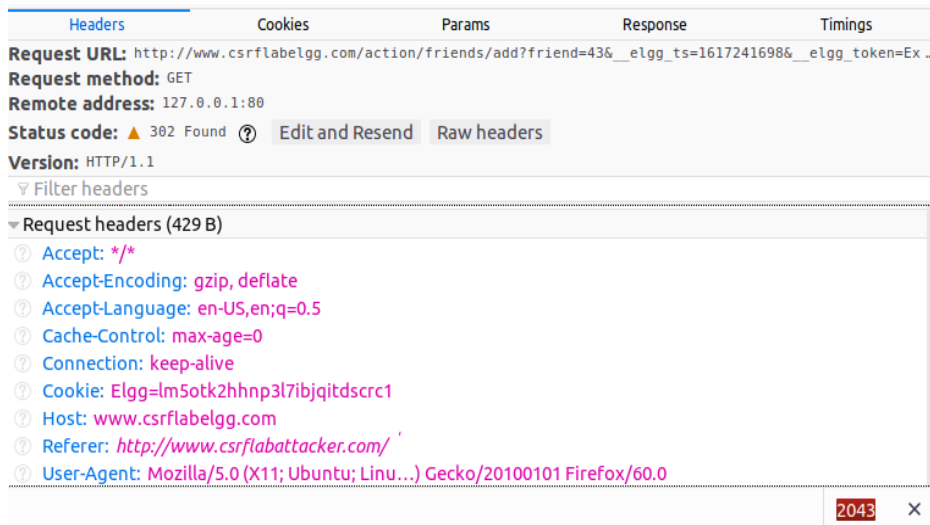 Headers Cookies Params Response Timings
Request URL: http://www.csrflabelgg.com/action/friends/add?friend=43&__elgg_ts=1617241698&__elgg_token=Ex …
Request method: GET
Remote address: 127.0.0.1:80
Status code: 302 Found ? Edit and Resend Raw headers
Version: HTTP/1.1
Filter headers
Request headers (429 B)
? Accept: */*
? Accept-Encoding: gzip, deflate
? Accept-Language: en-US,en;q=0.5
? Cache-Control: max-age=0
? Connection: keep-alive
? Cookie: Elgg=lm5otk2hhnp3l7ibjqitdscrc1
? Host: www.csrflabelgg.com
? Referer: http://www.csrflabattacker.com/
? User-Agent: Mozilla/5.0 (X11; Ubuntu; Linu…) Gecko/20100101 Firefox/60.0
2043 ×